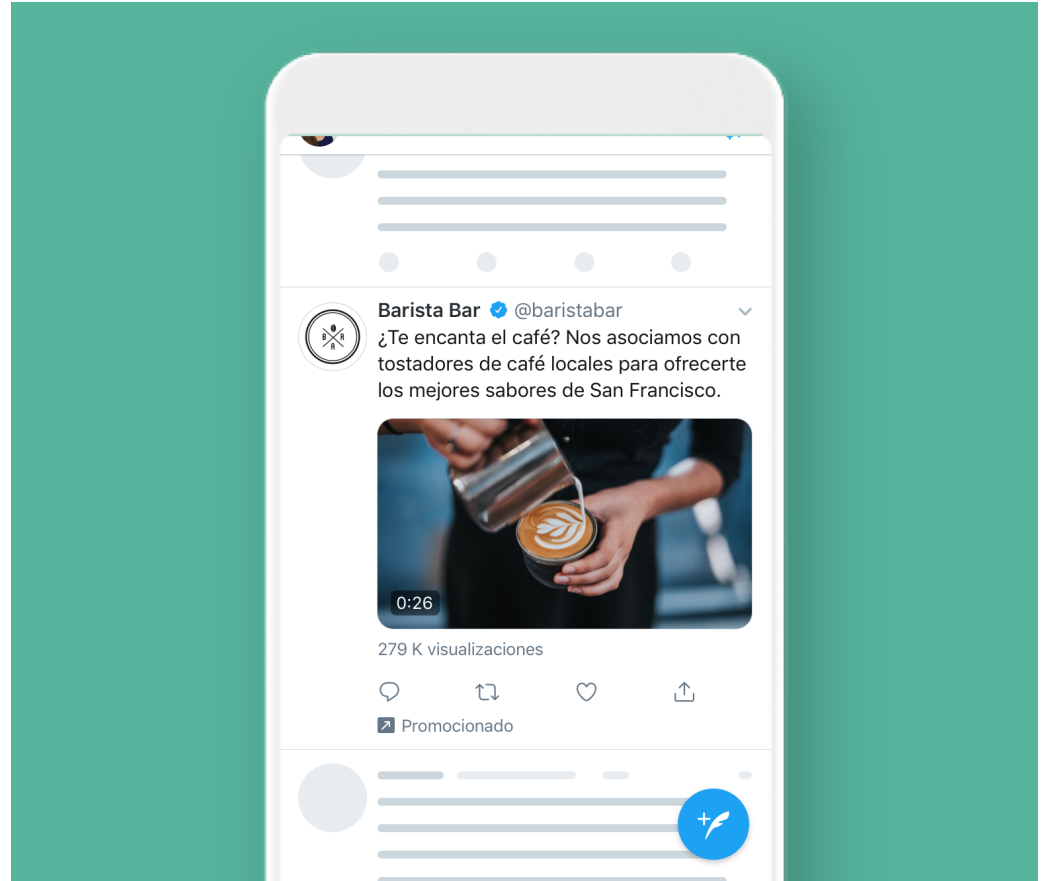 Barista Bar @baristabar
¿Te encanta el café? Nos asociamos con
tostadores de café locales para ofrecerte
los mejores sabores de San Francisco.
B R
A
0:26
279 K visualizaciones
Promocionado